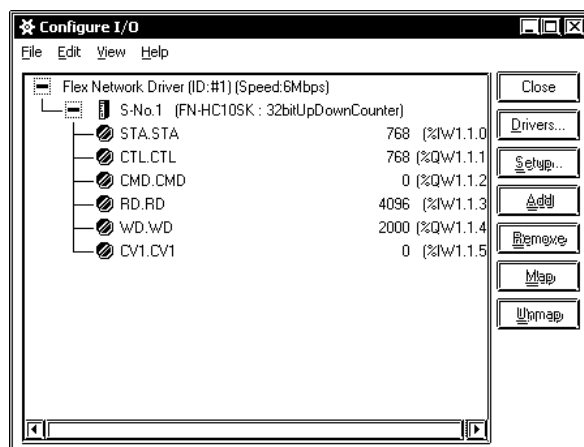 Configure I/O
File Edit View Help
Flex Network Driver (ID:#1) (Speed:6Mbps)
S-No.1 (FN-HC10SK : 32bitUpDownCounter)
STA.STA 768 (%IW1.1.0
CTL.CTL 768 (%QW1.1.1
CMD.CMD 0 (%QW1.1.2
RD.RD 4096 (%IW1.1.3
WD.WD 2000 (%QW1.1.4
CV1.CV1 0 (%IW1.1.5
Close
Drivers...
Setup...
Add
Remove
Map
Unmap